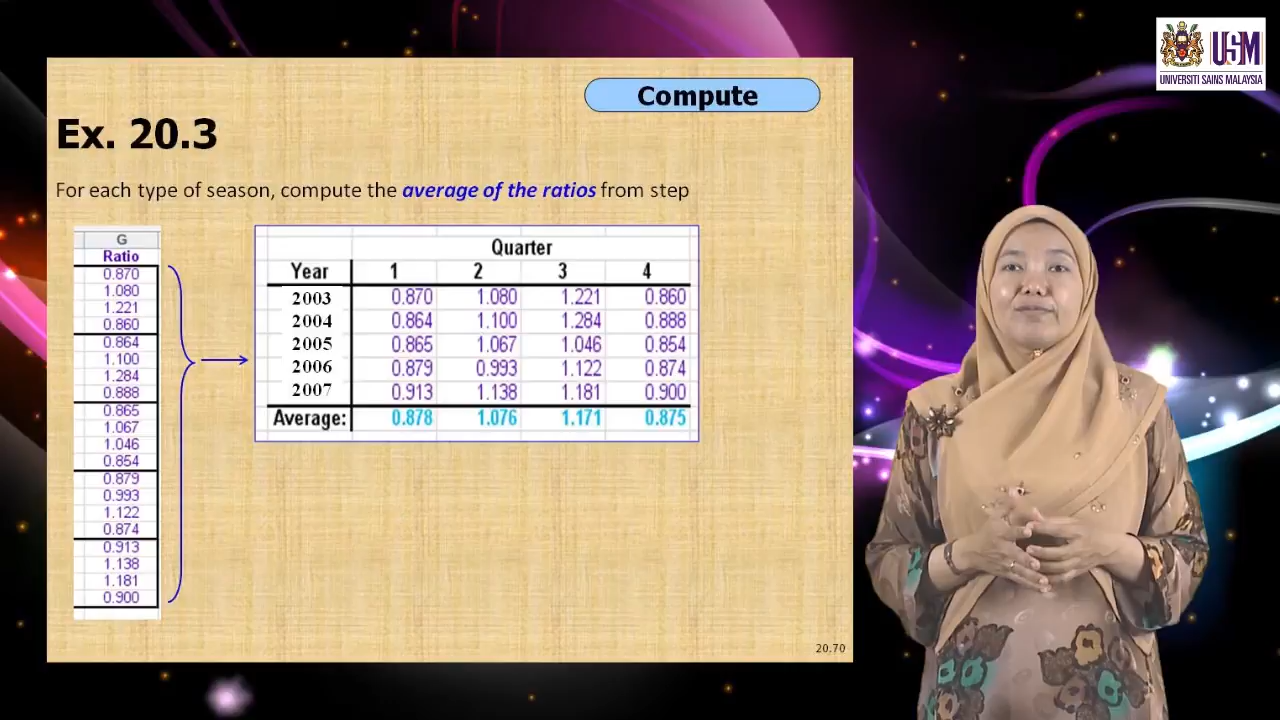 USM
UNIVERSITI SAINS MALAYSIA
Compute
Ex. 20.3
For each type of season, compute the average of the ratios from step
G
Ratio
0.870
1.080
1.221
0.860
0.864
1.100
1.284
0.888
0.865
1.067
1.046
0.854
0.879
0.993
1.122
0.874
0.913
1.138
1.181
0.900
Quarter
Year 1 2 3 4
2003 0.870 1.080 1.221 0.860
2004 0.864 1.100 1.284 0.888
2005 0.865 1.067 1.046 0.854
2006 0.879 0.993 1.122 0.874
2007 0.913 1.138 1.181 0.900
Average: 0.878 1.076 1.171 0.875
20.70